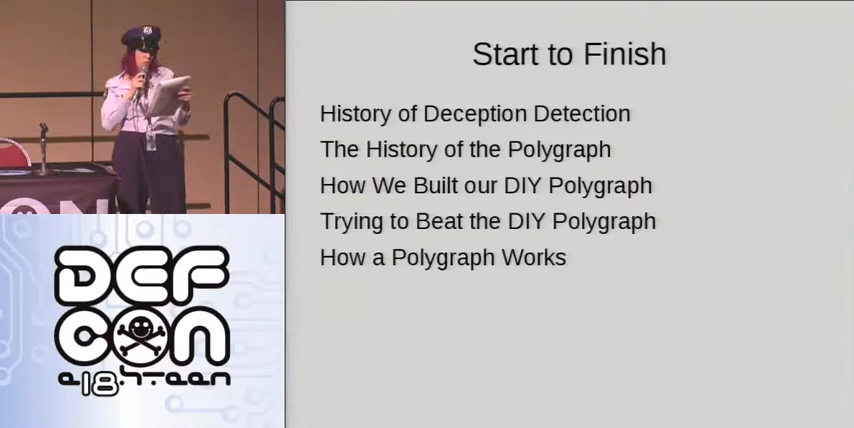 Start to Finish
History of Deception Detection
The History of the Polygraph
How We Built our DIY Polygraph
Trying to Beat the DIY Polygraph
How a Polygraph Works
CON
DEF
CON
e18hteen